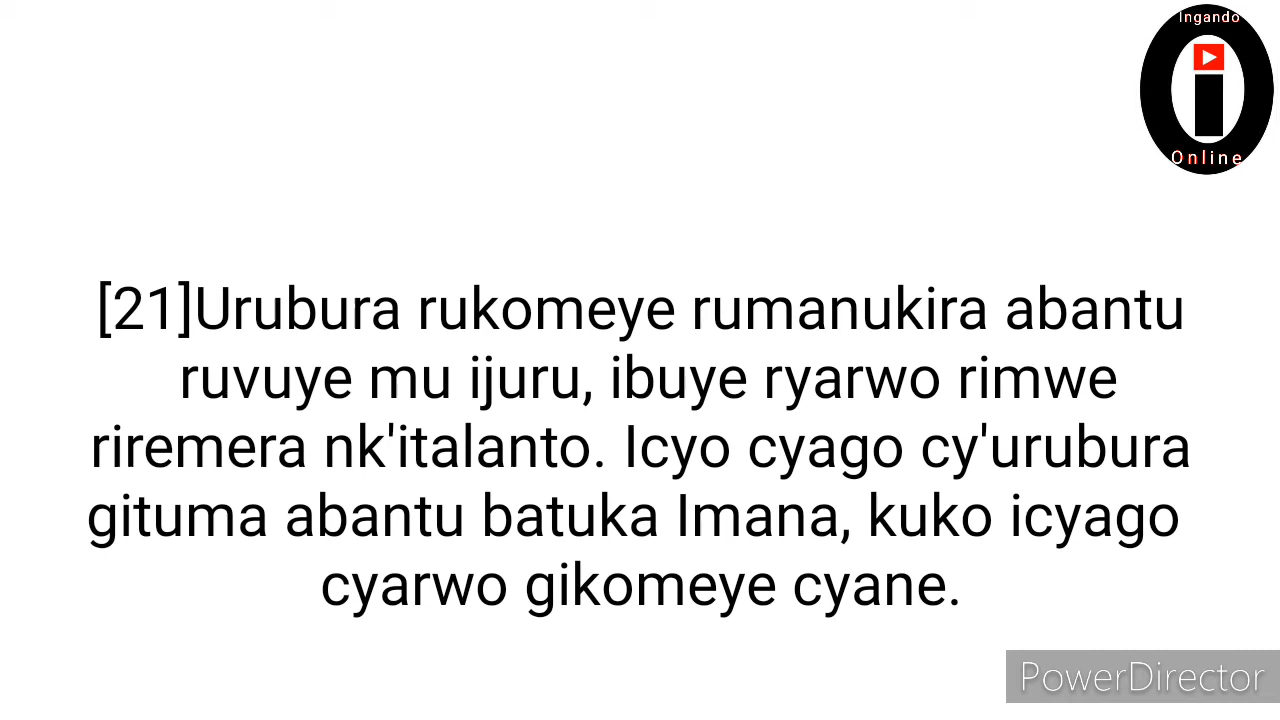 Ingando
Online
[21]Urubura rukomeye rumanukira abantu
ruvuye mu ijuru, ibuye ryarwo rimwe
riremera nk'italanto. Icyo cyago cy'urubura
gituma abantu batuka Imana, kuko icyago
cyarwo gikomeye cyane.
PowerDirector